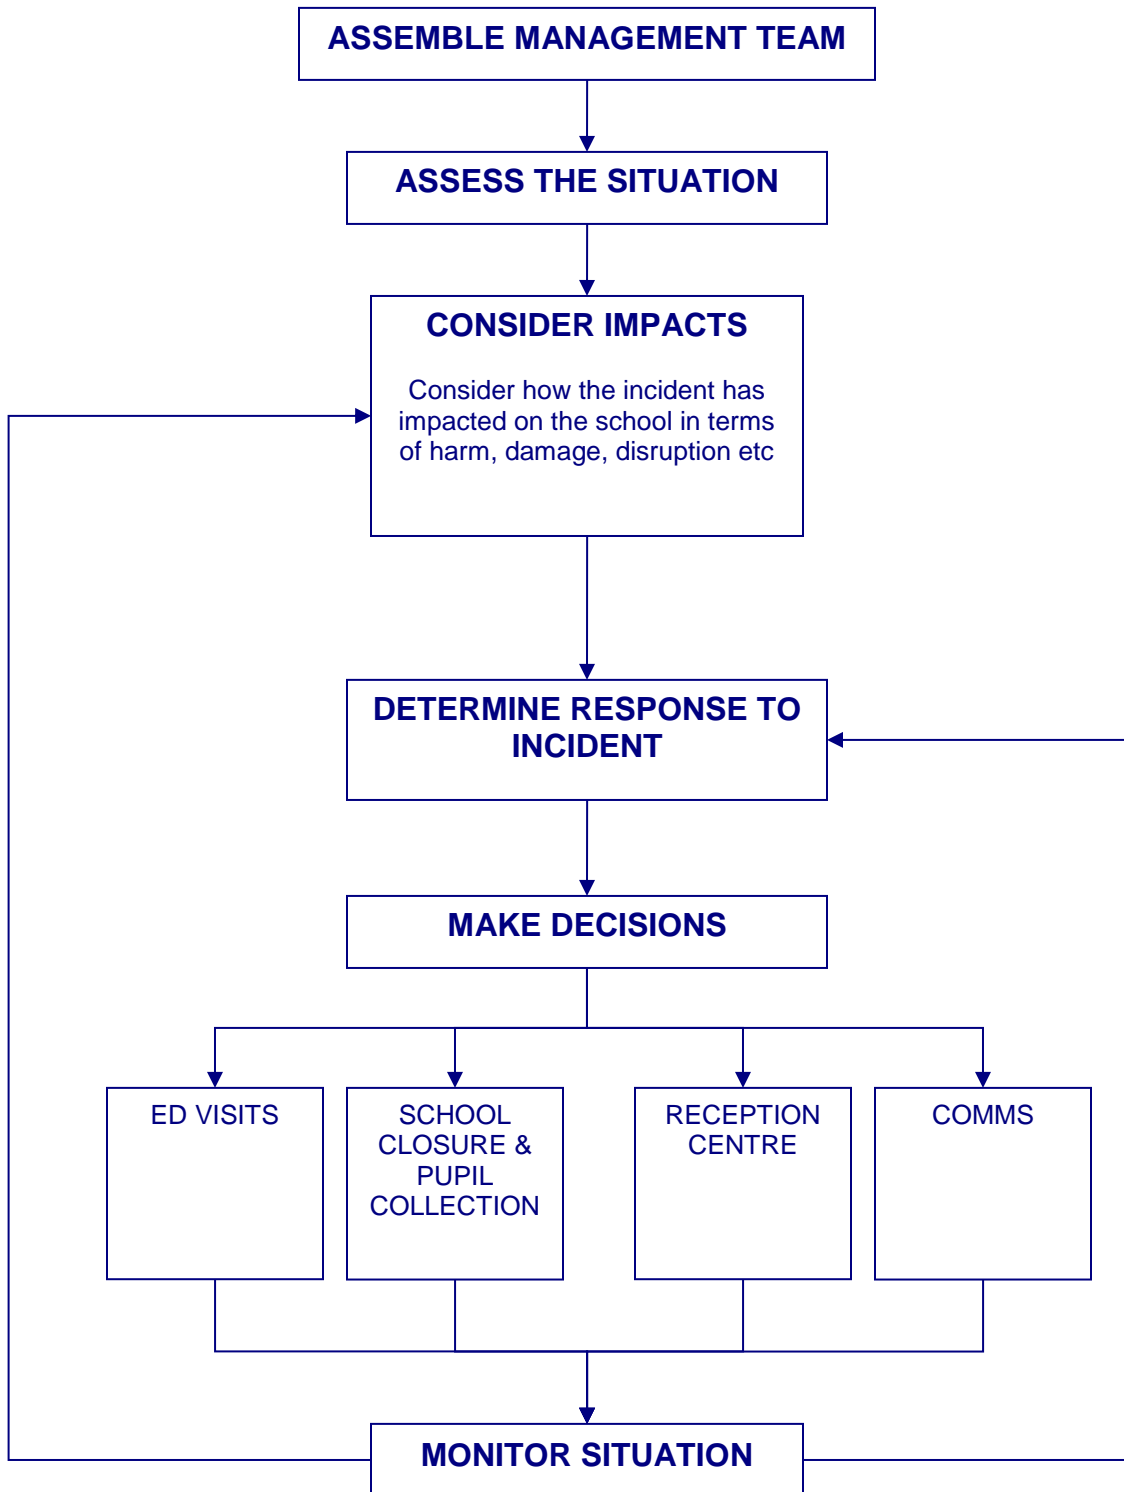 ASSEMBLE MANAGEMENT TEAM
ASSESS THE SITUATION
CONSIDER IMPACTS
Consider how the incident has
impacted on the school in terms
of harm, damage, disruption etc
DETERMINE RESPONSE TO
INCIDENT
MAKE DECISIONS
ED VISITS
SCHOOL
CLOSURE &
PUPIL
COLLECTION
RECEPTION
CENTRE
COMMS
MONITOR SITUATION